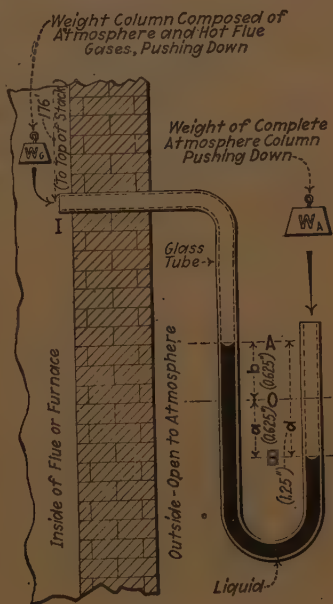 Weight Column Composed of
Atmosphere and Hot Flue
Gases, Pushing Down
176'
(to Top of Stack)
WG
I
Weight of Complete
Atmosphere Column
Pushing Down
WA
Glass
Tube
A
b
(0.625")
O
a
(0.625")
B
d
(1.25")
Inside of Flue or Furnace
Outside - Open to Atmosphere
Liquid